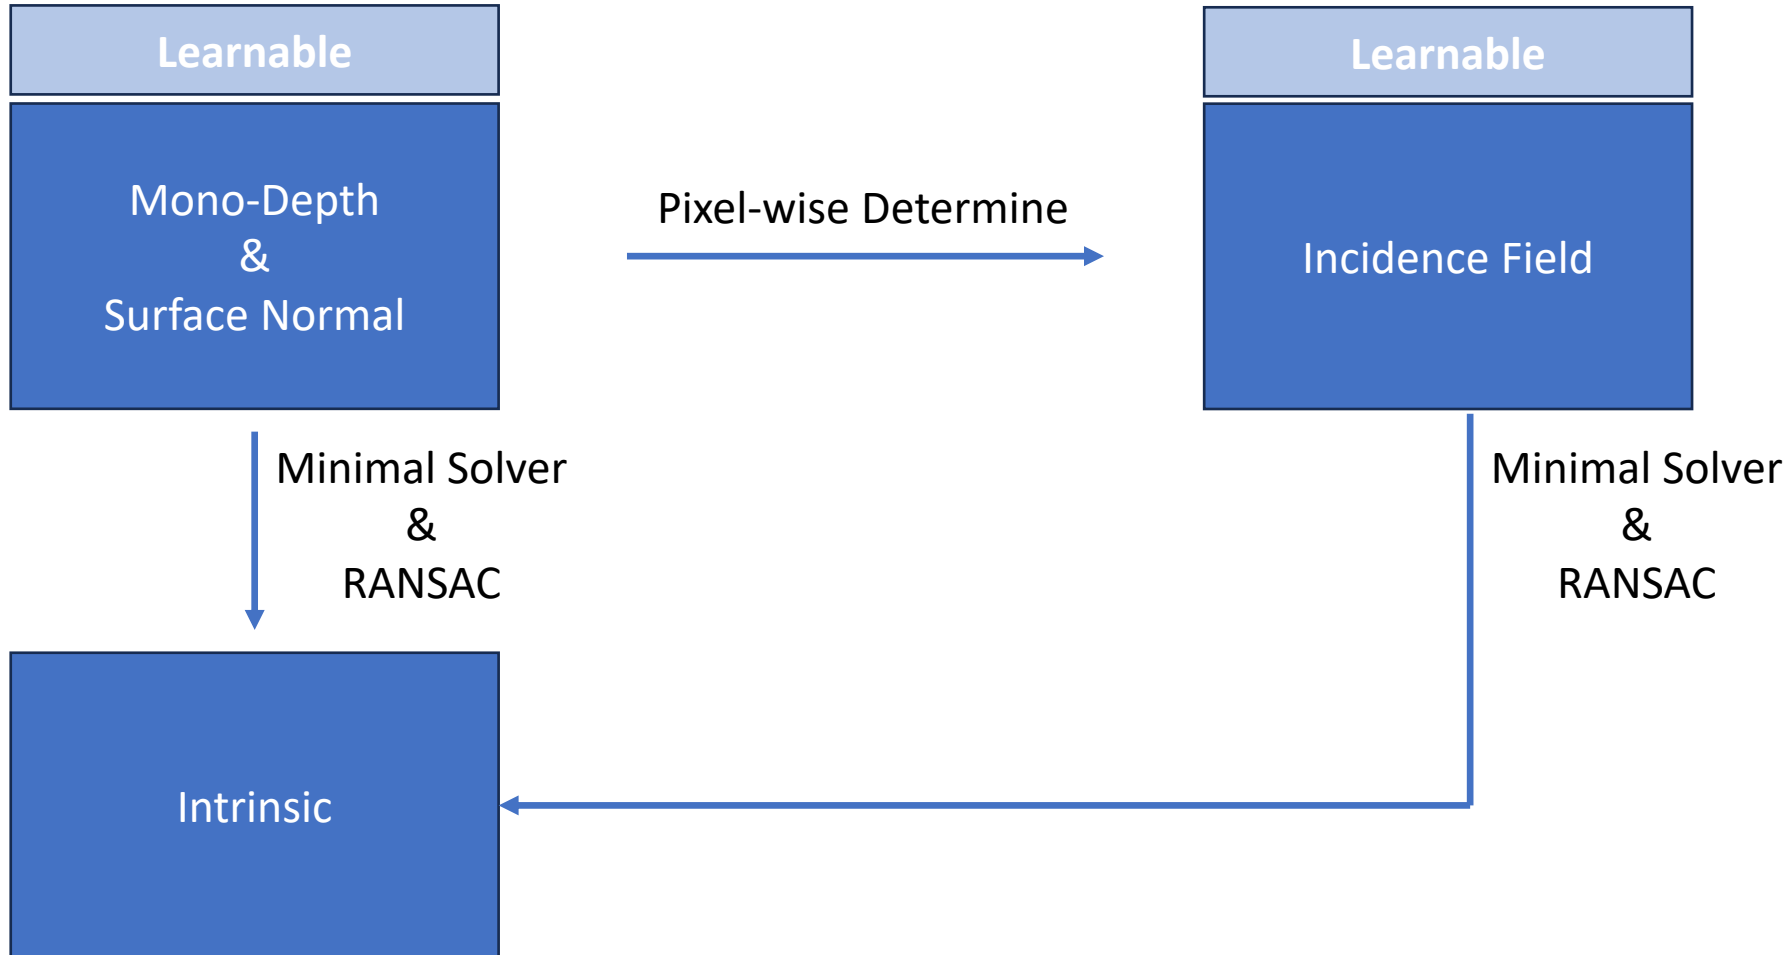 Learnable
Mono-Depth
&
Surface Normal
Pixel-wise Determine
Learnable
Incidence Field
Minimal Solver
&
RANSAC
Minimal Solver
&
RANSAC
Intrinsic